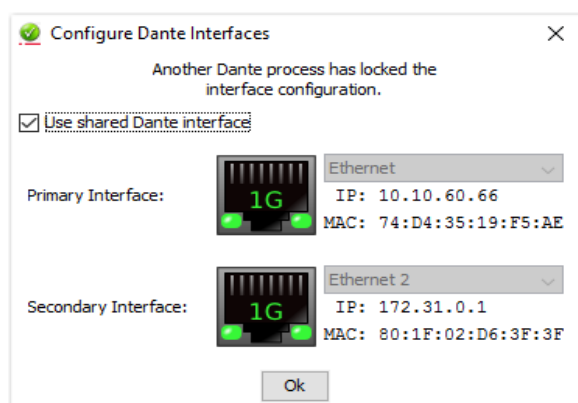 Configure Dante Interfaces
Another Dante process has locked the
interface configuration.
Use shared Dante interface
Ethernet
Primary Interface:
1G
IP: 10.10.60.66
MAC: 74:D4:35:19:F5:AE
Ethernet 2
Secondary Interface:
1G
IP: 172.31.0.1
MAC: 80:1F:02:D6:3F:3F
Ok